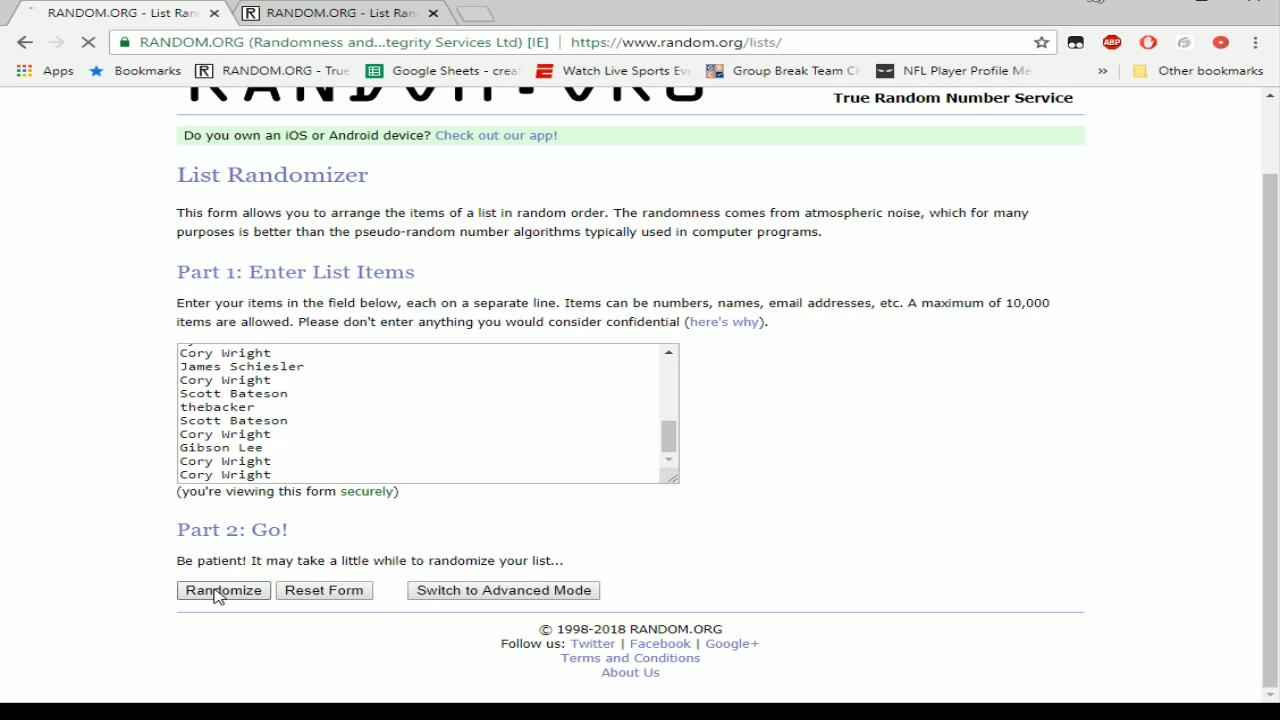 RANDOM.ORG - List Ran
RANDOM.ORG - List Ran
RANDOM.ORG (Randomness and...tegrity Services Ltd) [IE] | https://www.random.org/lists/
ABP
Apps Bookmarks RANDOM.ORG - True Google Sheets - creat Watch Live Sports Eve Group Break Team Ch NFL Player Profile Me » Other bookmarks
RANDOM.ORG
True Random Number Service
Do you own an iOS or Android device? Check out our app!
List Randomizer
This form allows you to arrange the items of a list in random order. The randomness comes from atmospheric noise, which for many
purposes is better than the pseudo-random number algorithms typically used in computer programs.
Part 1: Enter List Items
Enter your items in the field below, each on a separate line. Items can be numbers, names, email addresses, etc. A maximum of 10,000
items are allowed. Please don't enter anything you would consider confidential (here's why).
Cory Wright
James Schiesler
Cory Wright
Scott Bateson
thebacker
Scott Bateson
Cory Wright
Gibson Lee
Cory Wright
Cory Wright
(you're viewing this form securely)
Part 2: Go!
Be patient! It may take a little while to randomize your list...
Randomize Reset Form Switch to Advanced Mode
© 1998-2018 RANDOM.ORG
Follow us: Twitter | Facebook | Google+
Terms and Conditions
About Us